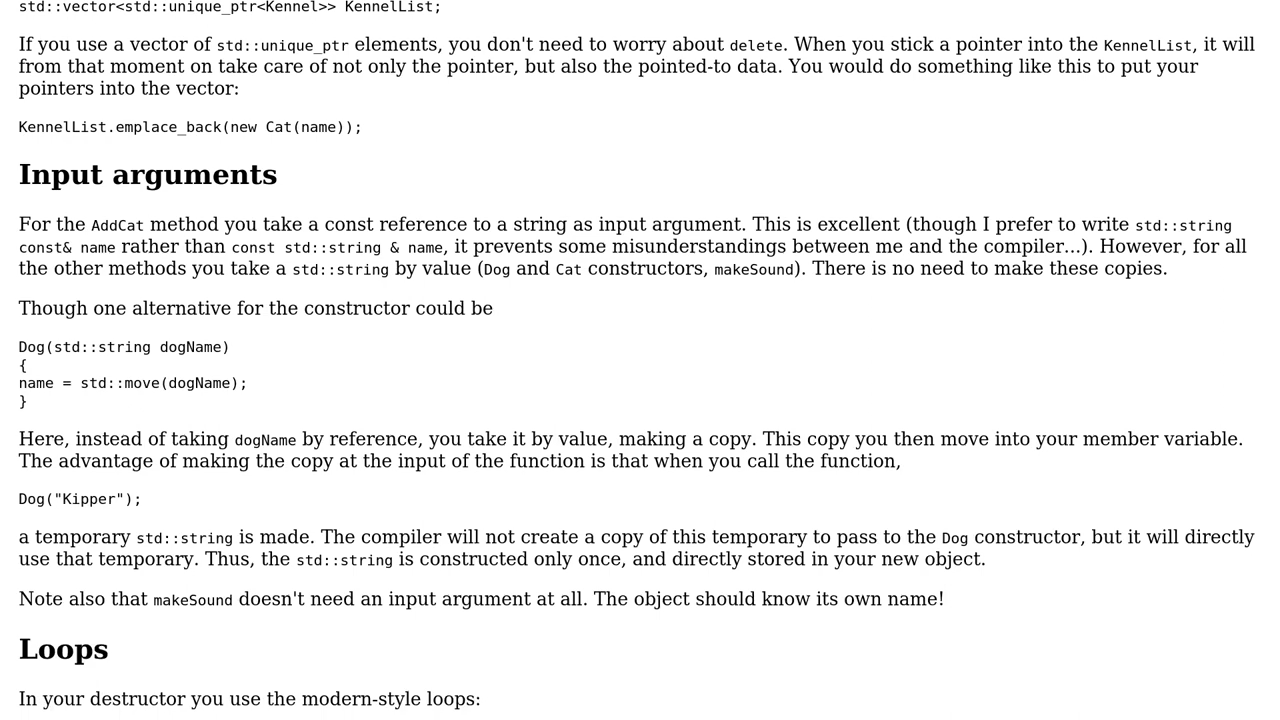 std::vector<std::unique_ptr<Kennel>> KennelList;
If you use a vector of std::unique_ptr elements, you don't need to worry about delete. When you stick a pointer into the KennelList, it will
from that moment on take care of not only the pointer, but also the pointed-to data. You would do something like this to put your
pointers into the vector:
KennelList.emplace_back(new Cat(name));
Input arguments
For the AddCat method you take a const reference to a string as input argument. This is excellent (though I prefer to write std::string
const& name rather than const std::string & name, it prevents some misunderstandings between me and the compiler...). However, for all
the other methods you take a std::string by value (Dog and Cat constructors, makeSound). There is no need to make these copies.
Though one alternative for the constructor could be
Dog(std::string dogName)
{
name = std::move(dogName);
}
Here, instead of taking dogName by reference, you take it by value, making a copy. This copy you then move into your member variable.
The advantage of making the copy at the input of the function is that when you call the function,
Dog("Kipper");
a temporary std::string is made. The compiler will not create a copy of this temporary to pass to the Dog constructor, but it will directly
use that temporary. Thus, the std::string is constructed only once, and directly stored in your new object.
Note also that makeSound doesn't need an input argument at all. The object should know its own name!
Loops
In your destructor you use the modern-style loops: